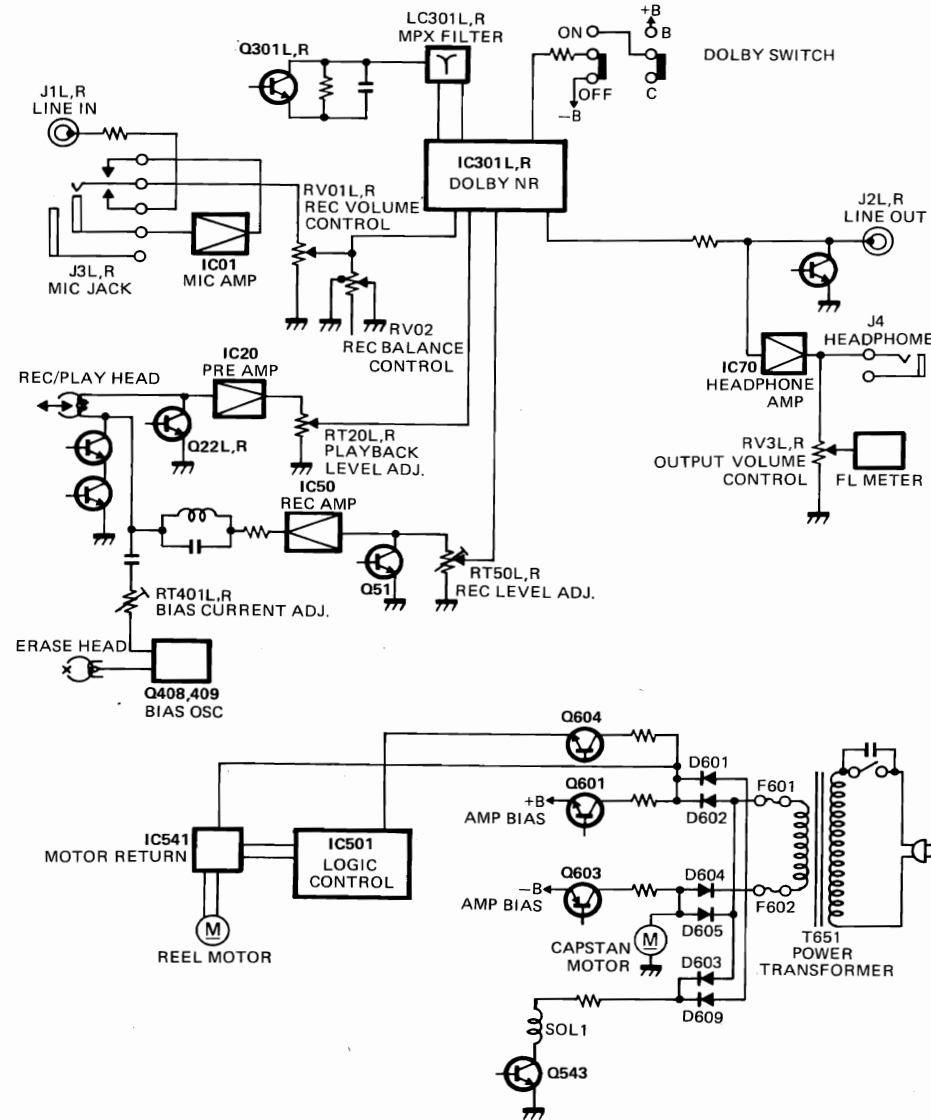 LC301L,R
MPX FILTER
Q301L,R
+B
ON
B
DOLBY SWITCH
OFF
C
−B
J1L,R
LINE IN
IC301L,R
DOLBY NR
RV01L,R
REC VOLUME
CONTROL
J2L,R
LINE OUT
IC01
MIC AMP
J3L,R
MIC JACK
RV02
REC BALANCE
CONTROL
J4
HEADPHOME
IC70
HEADPHONE
AMP
IC20
PRE AMP
REC/PLAY HEAD
Q22L,R
RT20L,R
PLAYBACK
LEVEL ADJ.
RV3L,R
OUTPUT VOLUME
CONTROL
FL METER
IC50
REC AMP
Q51
RT50L,R
REC LEVEL ADJ.
RT401L,R
BIAS CURRENT ADJ.
ERASE HEAD
Q408,409
BIAS OSC
Q604
D601
F601
Q601
+B
AMP BIAS
D602
IC541
MOTOR RETURN
IC501
LOGIC
CONTROL
Q603
−B
AMP BIAS
D604
F602
D605
M
REEL MOTOR
CAPSTAN
MOTOR
M
D603
T651
POWER
TRANSFORMER
D609
SOL1
Q543